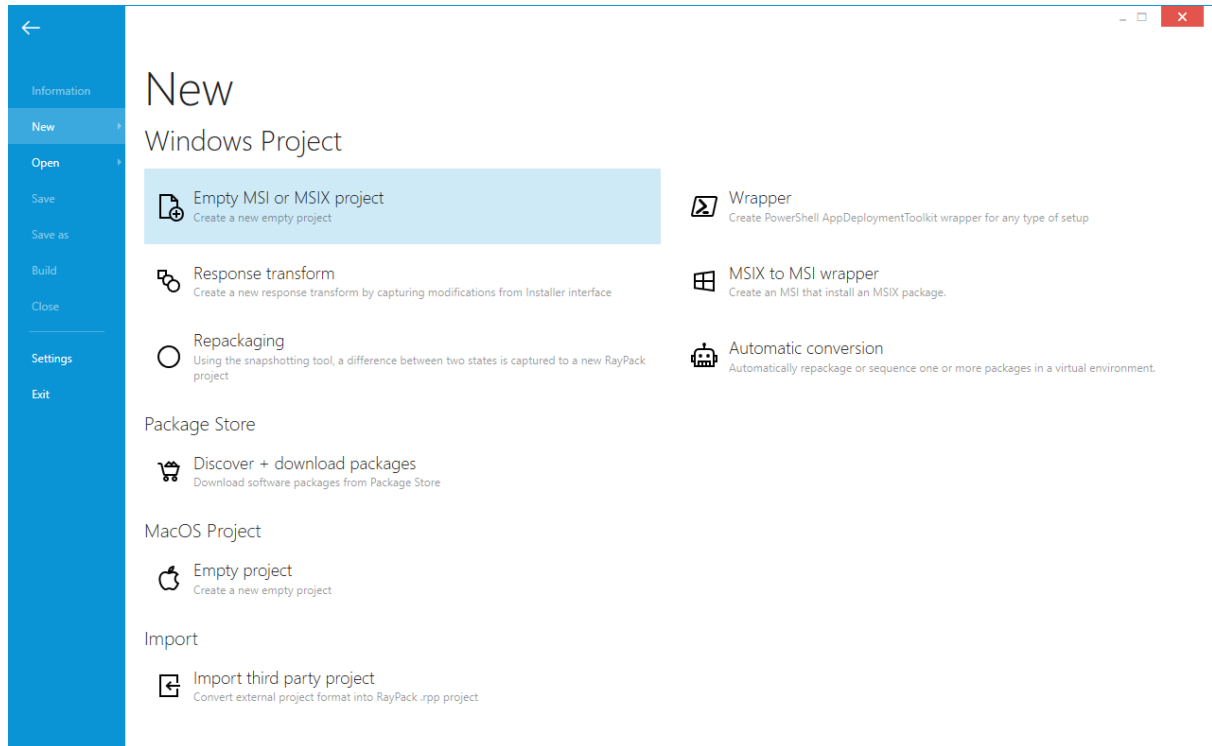 Information
New
Open
Save
Save as
Build
Close
Settings
Exit
New
Windows Project
Empty MSI or MSIX project
Create a new empty project
Wrapper
Create PowerShell AppDeploymentToolkit wrapper for any type of setup
Response transform
Create a new response transform by capturing modifications from Installer interface
MSIX to MSI wrapper
Create an MSI that install an MSIX package.
Repackaging
Using the snapshotting tool, a difference between two states is captured to a new RayPack
project
Automatic conversion
Automatically repackage or sequence one or more packages in a virtual environment.
Package Store
Discover + download packages
Download software packages from Package Store
MacOS Project
Empty project
Create a new empty project
Import
Import third party project
Convert external project format into RayPack .rpp project